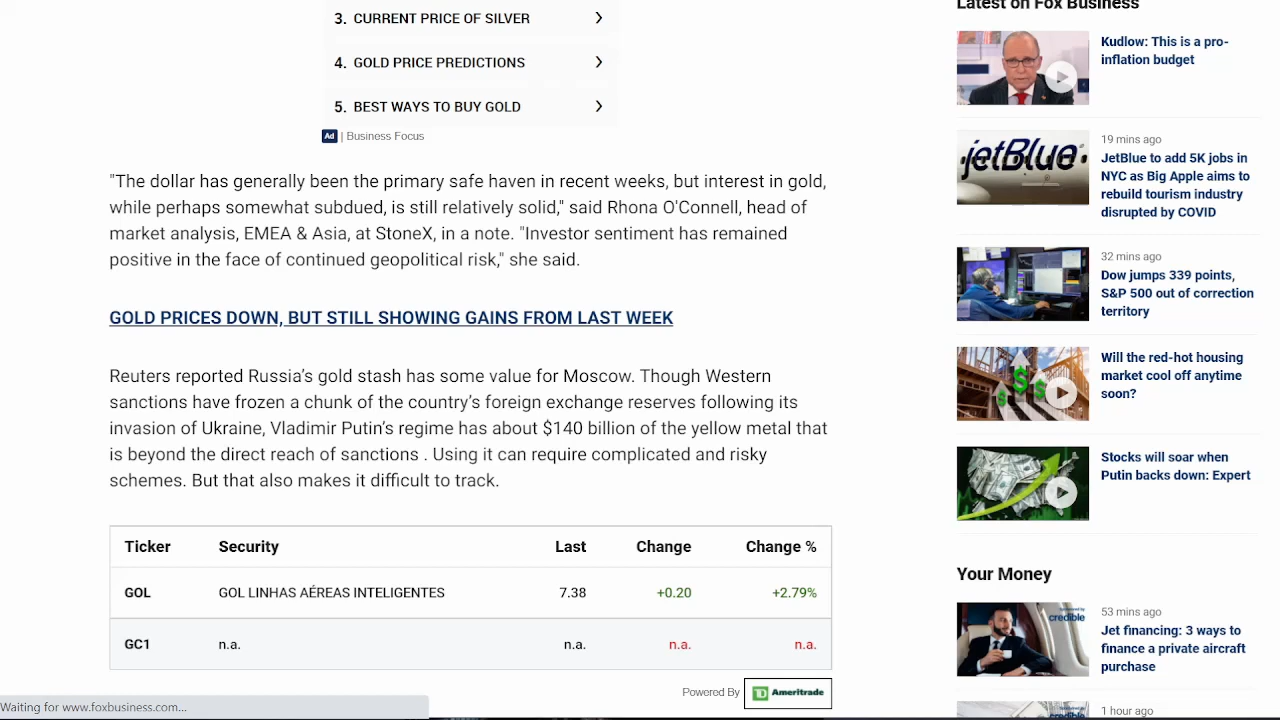 3. CURRENT PRICE OF SILVER
4. GOLD PRICE PREDICTIONS
5. BEST WAYS TO BUY GOLD
Ad | Business Focus
"The dollar has generally been the primary safe haven in recent weeks, but interest in gold,
while perhaps somewhat subdued, is still relatively solid," said Rhona O'Connell, head of
market analysis, EMEA & Asia, at StoneX, in a note. "Investor sentiment has remained
positive in the face of continued geopolitical risk," she said.
GOLD PRICES DOWN, BUT STILL SHOWING GAINS FROM LAST WEEK
Reuters reported Russia's gold stash has some value for Moscow. Though Western
sanctions have frozen much of the country's foreign exchange reserves following its
invasion of Ukraine, Vladimir Putin's regime has about $140 billion of the yellow metal that
is beyond the direct reach of sanctions . Using it can require complicated and risky
schemes. But that also makes it difficult to track.
Ticker Security Last Change Change %
GOL GOL LINHAS AÉREAS INTELIGENTES 7.38 +0.20 +2.79%
GC1 n.a. n.a. n.a. n.a.
Powered By TD Ameritrade
Waiting for www.foxbusiness.com...
Latest on Fox Business
Kudlow: This is a pro-
inflation budget
jetBlue
19 mins ago
JetBlue to add 5K jobs in
NYC as Big Apple aims to
rebuild tourism industry
disrupted by COVID
32 mins ago
Dow jumps 339 points,
S&P 500 out of correction
territory
$ $ $
Will the red-hot housing
market cool off anytime
soon?
Stocks will soar when
Putin backs down: Expert
Your Money
Sponsored by
credible
53 mins ago
Jet financing: 3 ways to
finance a private aircraft
purchase
credible
1 hour ago